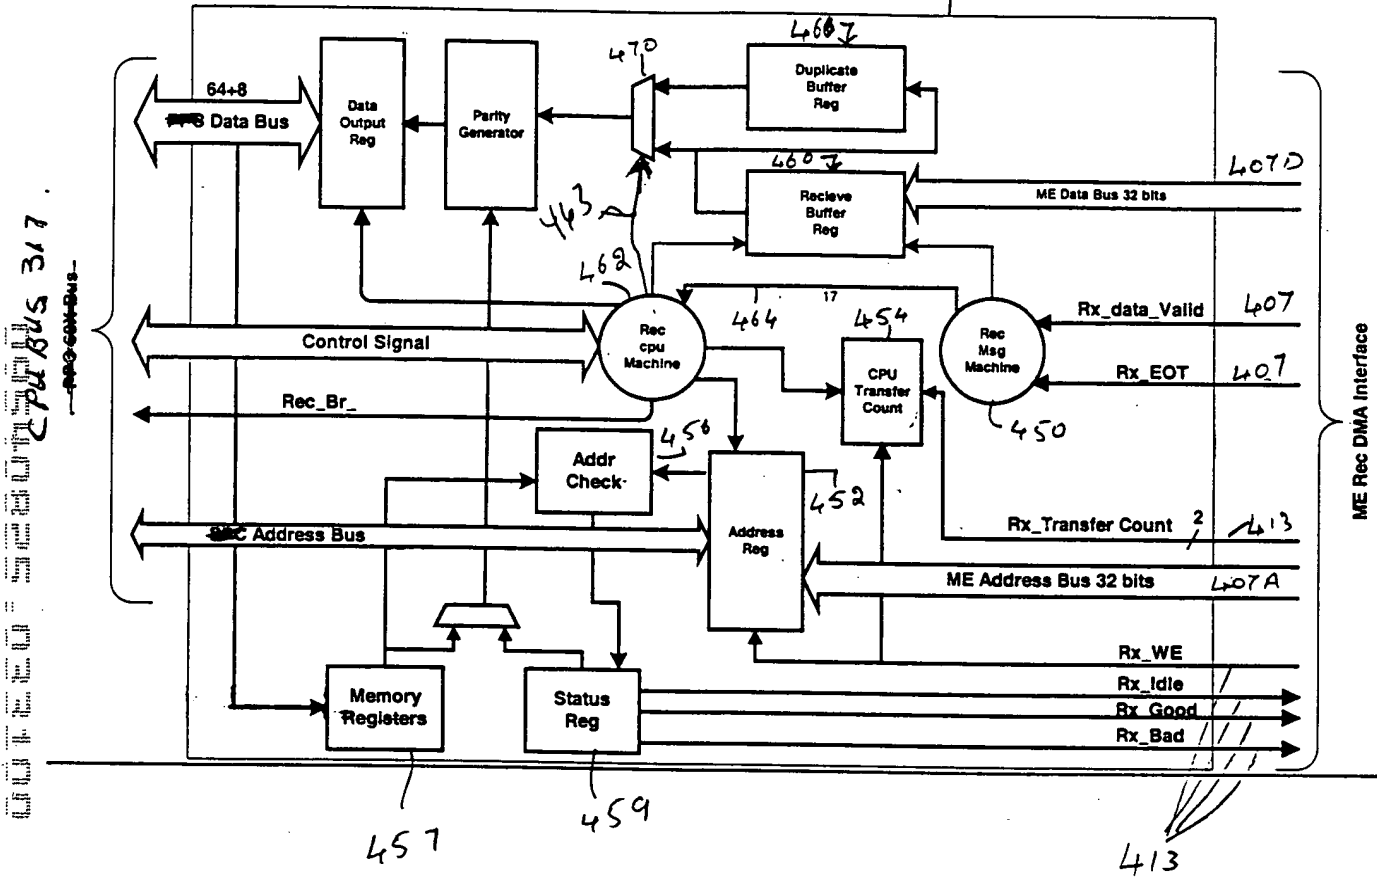 470
466
64+8
Data Bus
Data
Output
Reg
Parity
Generator
Duplicate
Buffer
Reg
460
Recieve
Buffer
Reg
407D
ME Data Bus 32 bits
443
462
CPU BUS 317.
Control Signal
Rec
cpu
Machine
464
17
454
CPU
Transfer
Count
Rec
Msg
Machine
450
Rx_data_Valid
407
Rx_EOT
407
Rec_Br_
ME Rec DMA Interface
Addr
Check
456
452
Address
Reg
Address Bus
Rx_Transfer Count
2
413
ME Address Bus 32 bits
407A
Rx_WE
Rx_Idle
Rx_Good
Rx_Bad
Memory
Registers
Status
Reg
457
459
413